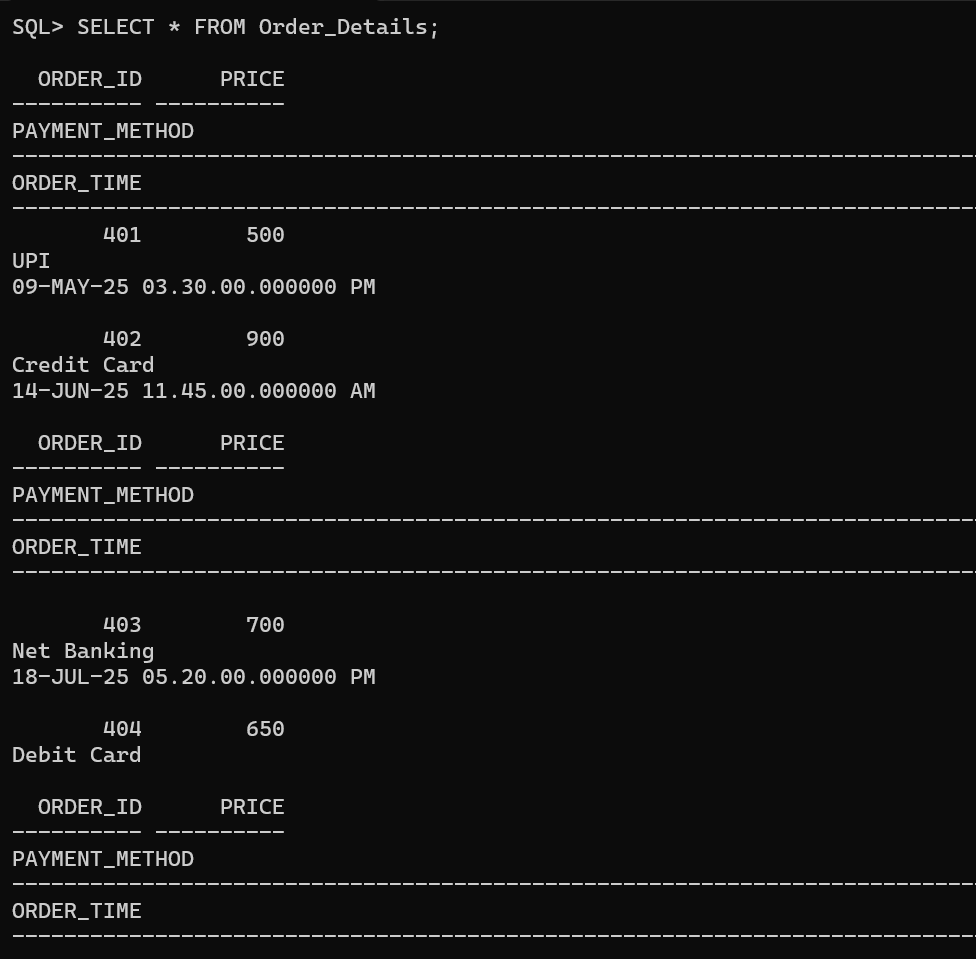 SQL> SELECT * FROM Order_Details;
  ORDER_ID      PRICE
---------- ----------
PAYMENT_METHOD
--------------------------------------------------------------------------
ORDER_TIME
--------------------------------------------------------------------------
       401        500
UPI
09-MAY-25 03.30.00.000000 PM
       402        900
Credit Card
14-JUN-25 11.45.00.000000 AM
  ORDER_ID      PRICE
---------- ----------
PAYMENT_METHOD
--------------------------------------------------------------------------
ORDER_TIME
--------------------------------------------------------------------------
       403        700
Net Banking
18-JUL-25 05.20.00.000000 PM
       404        650
Debit Card
  ORDER_ID      PRICE
---------- ----------
PAYMENT_METHOD
--------------------------------------------------------------------------
ORDER_TIME
--------------------------------------------------------------------------